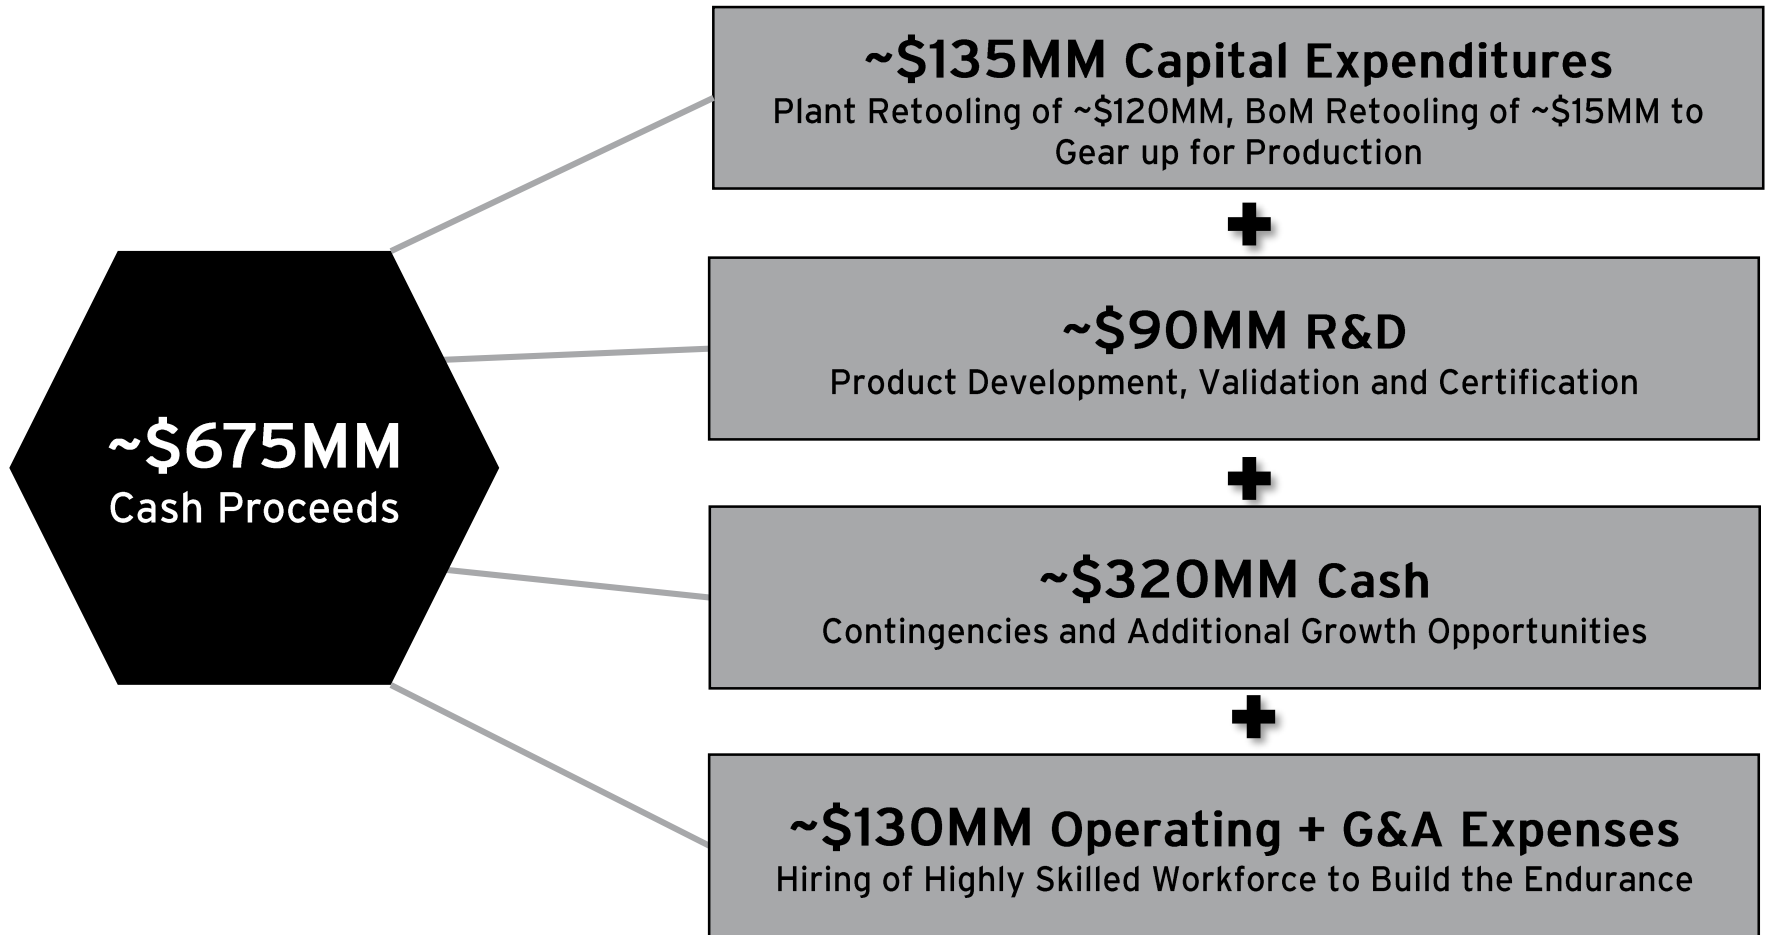 ~$135MM Capital Expenditures
Plant Retooling of ~$120MM, BoM Retooling of ~$15MM to
Gear up for Production
~$90MM R&D
Product Development, Validation and Certification
~$675MM
Cash Proceeds
~$320MM Cash
Contingencies and Additional Growth Opportunities
~$130MM Operating + G&A Expenses
Hiring of Highly Skilled Workforce to Build the Endurance